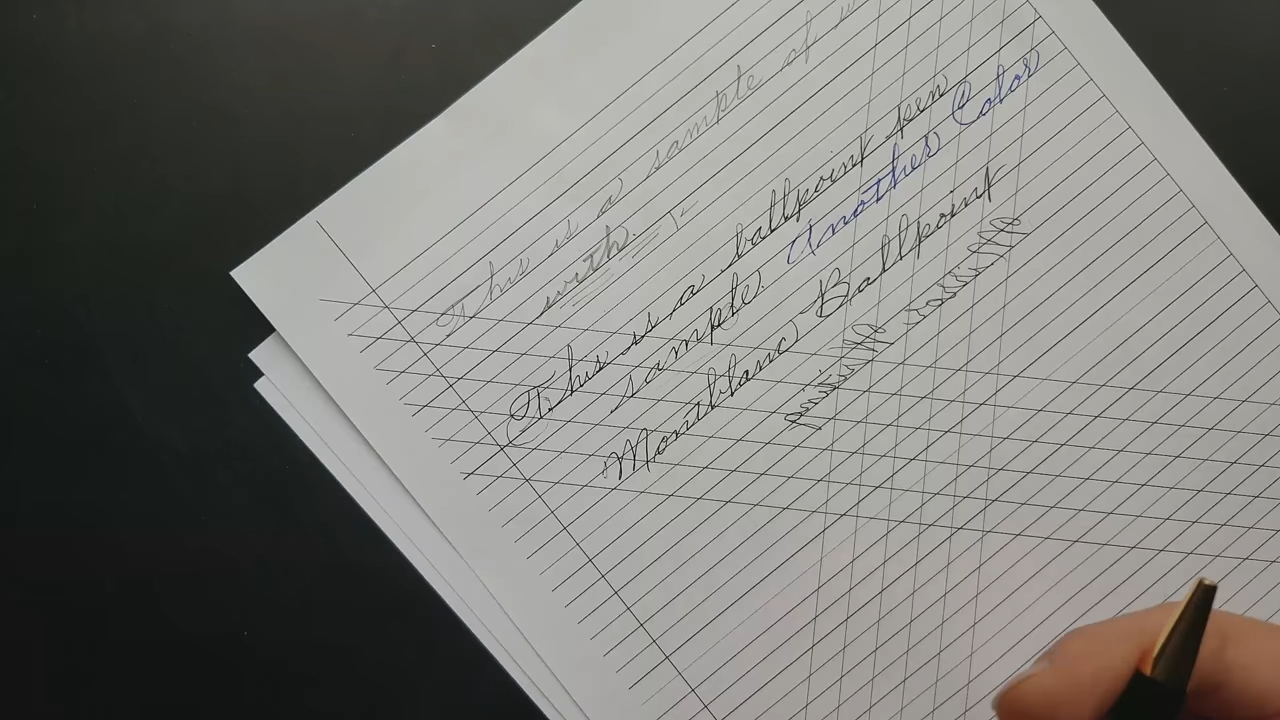 This is a sample of
with.
This is a ballpoint pen
sample. Another Color
Montblanc Ballpoint